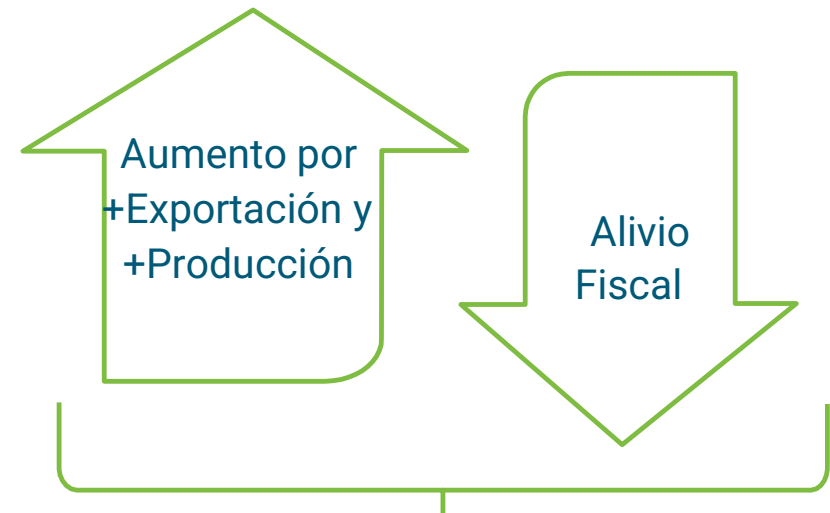 Aumento por
+Exportación y
+Producción
Alivio
Fiscal